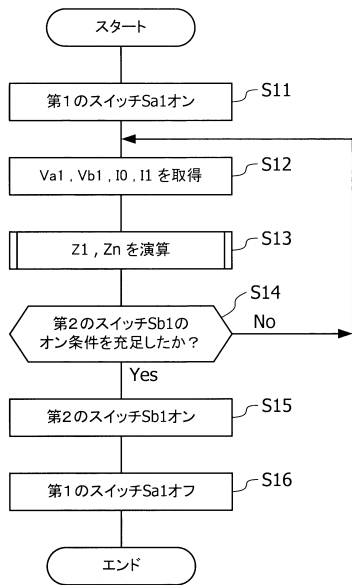 スタート
第1のスイッチSa1オン
S11
Va1 , Vb1 , I0 , I1 を取得
S12
Z1 , Zn を演算
S13
S14
第2のスイッチSb1の
オン条件を充足したか？
No
Yes
第2のスイッチSb1オン
S15
第1のスイッチSa1オフ
S16
エンド